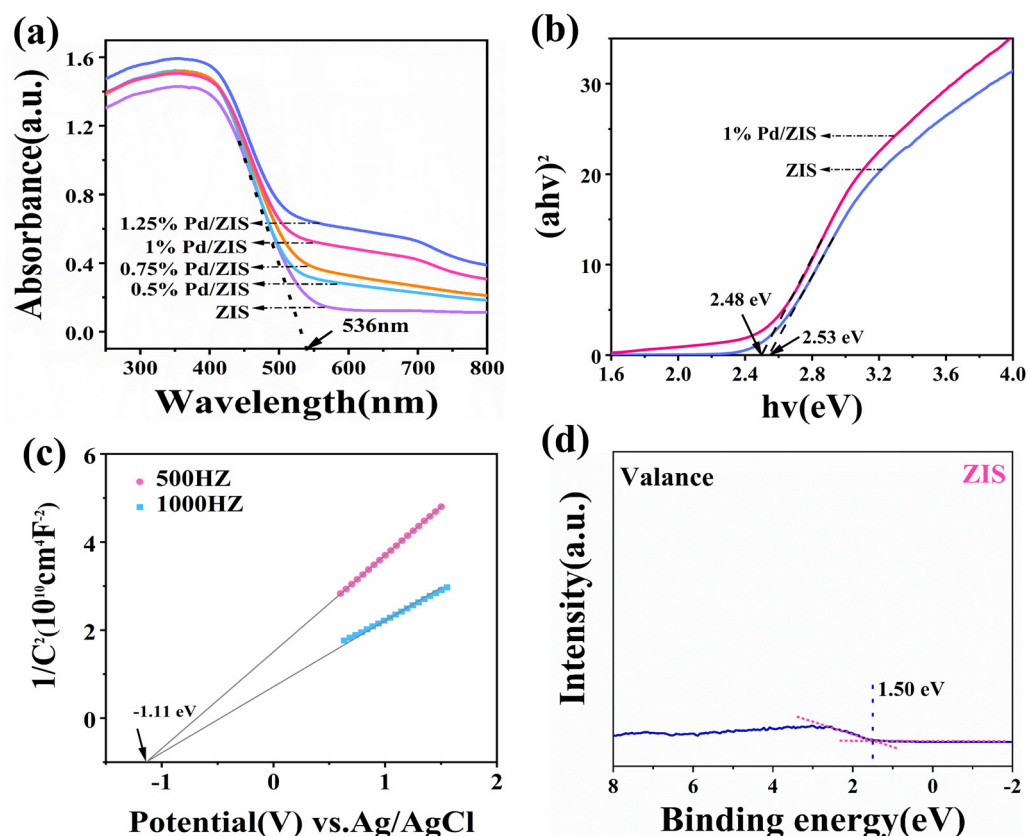 (a)
Absorbance(a.u.)
1.6
1.2
0.8
0.4
0.0
1.25% Pd/ZIS
1% Pd/ZIS
0.75% Pd/ZIS
0.5% Pd/ZIS
ZIS
536nm
300 400 500 600 700 800
Wavelength(nm)
(b)
(ahv)²
30
20
10
0
1% Pd/ZIS
ZIS
2.48 eV
2.53 eV
1.6 2.0 2.4 2.8 3.2 3.6 4.0
hv(eV)
(c)
1/C²(10¹⁰cm⁴F⁻²)
6
4
2
0
500HZ
1000HZ
-1.11 eV
-1 0 1 2
Potential(V) vs.Ag/AgCl
(d)
Intensity(a.u.)
Valance
ZIS
1.50 eV
8 6 4 2 0 -2
Binding energy(eV)